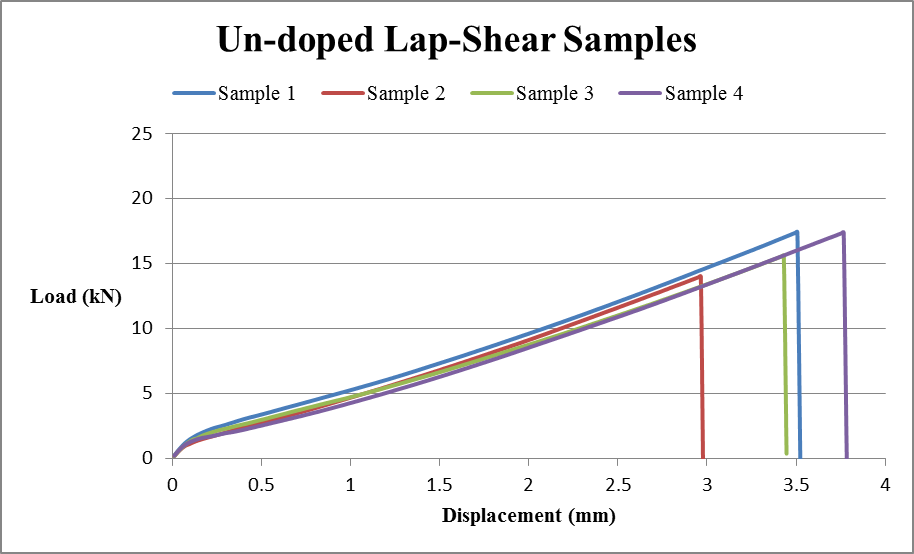 Un-doped Lap-Shear Samples
Sample 1 Sample 2 Sample 3 Sample 4
25
20
15
Load (kN)
10
5
0
0 0.5 1 1.5 2 2.5 3 3.5 4
Displacement (mm)